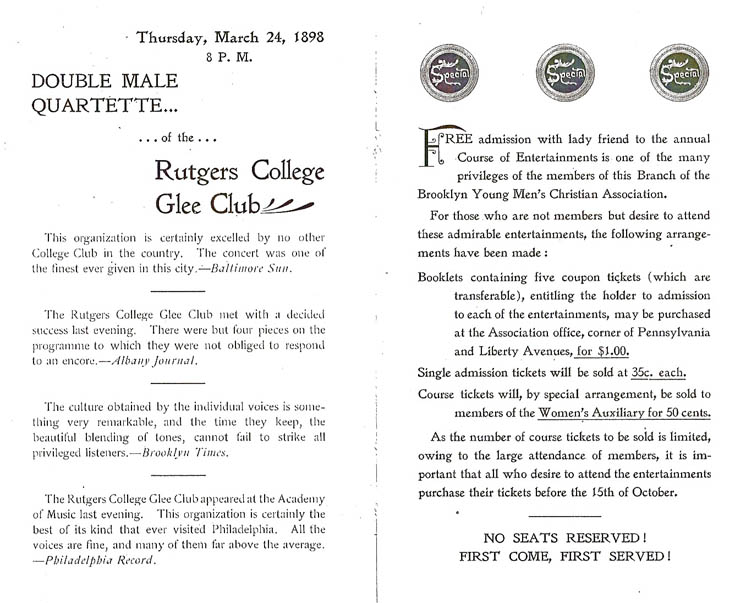 Thursday, March 24, 1898
8 P. M.
DOUBLE MALE
QUARTETTE...
...of the...
Rutgers College
Glee Club
This organization is certainly excelled by no other
College Club in the country. The concert was one of
the finest ever given in this city.—Baltimore Sun.
The Rutgers College Glee Club met with a decided
success last evening. There were but four pieces on the
programme to which they were not obliged to respond
to an encore.—Albany Journal.
The culture obtained by the individual voices is some-
thing very remarkable, and the time they keep, the
beautiful blending of tones, cannot fail to strike all
privileged listeners.—Brooklyn Times.
The Rutgers College Glee Club appeared at the Academy
of Music last evening. This organization is certainly the
best of its kind that ever visited Philadelphia. All the
voices are fine, and many of them far above the average.
—Philadelphia Record.
Special Special Special
FREE admission with lady friend to the annual
Course of Entertainments is one of the many
privileges of the members of this Branch of the
Brooklyn Young Men's Christian Association.
For those who are not members but desire to attend
these admirable entertainments, the following arrange-
ments have been made :
Booklets containing five coupon tickets (which are
transferable), entitling the holder to admission
to each of the entertainments, may be purchased
at the Association office, corner of Pennsylvania
and Liberty Avenues, for $1.00.
Single admission tickets will be sold at 35c. each.
Course tickets will, by special arrangement, be sold to
members of the Women's Auxiliary for 50 cents.
As the number of course tickets to be sold is limited,
owing to the large attendance of members, it is im-
portant that all who desire to attend the entertainments
purchase their tickets before the 15th of October.
NO SEATS RESERVED!
FIRST COME, FIRST SERVED!